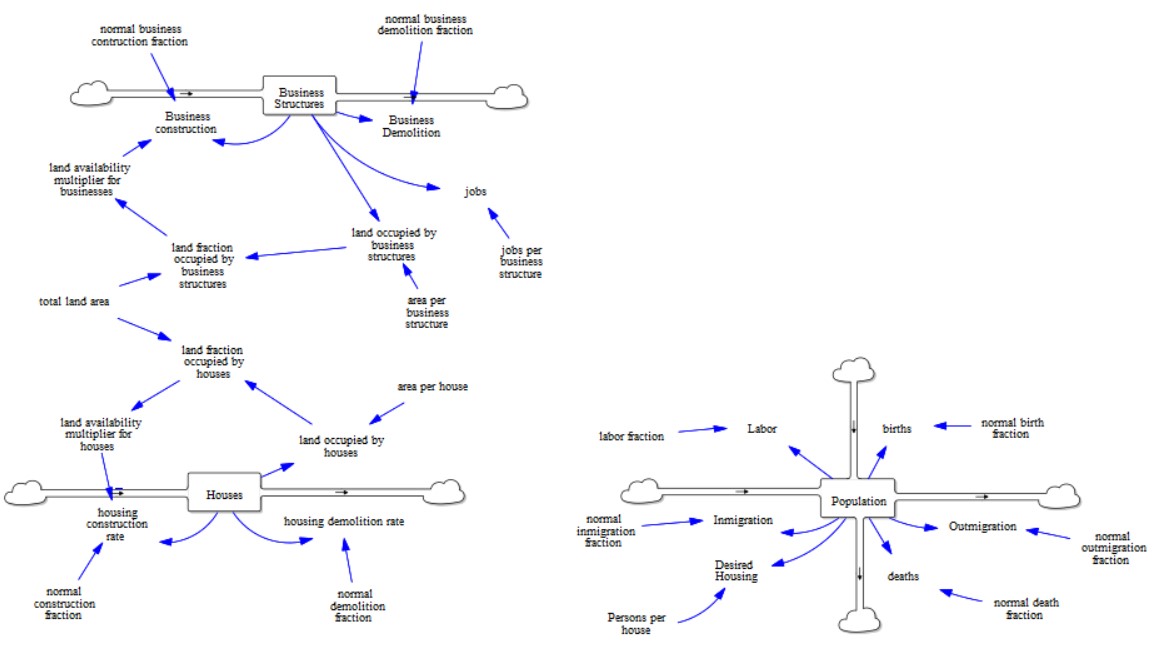 normal business
contruction fraction
normal business
demolition fraction
Business
Structures
Business
construction
Business
Demolition
land availability
multiplier for
businesses
jobs
land fraction
occupied by
business
structures
land occupied by
business
structures
jobs per
business
structure
total land area
area per
business
structure
land fraction
occupied by
houses
area per house
land availability
multiplier for
houses
land occupied by
houses
Houses
housing
construction
rate
housing demolition rate
normal
construction
fraction
normal
demolition
fraction
labor fraction
Labor
births
normal birth
fraction
Population
normal
inmigration
fraction
Inmigration
Outmigration
normal
outmigration
fraction
Desired
Housing
deaths
Persons per
house
normal death
fraction